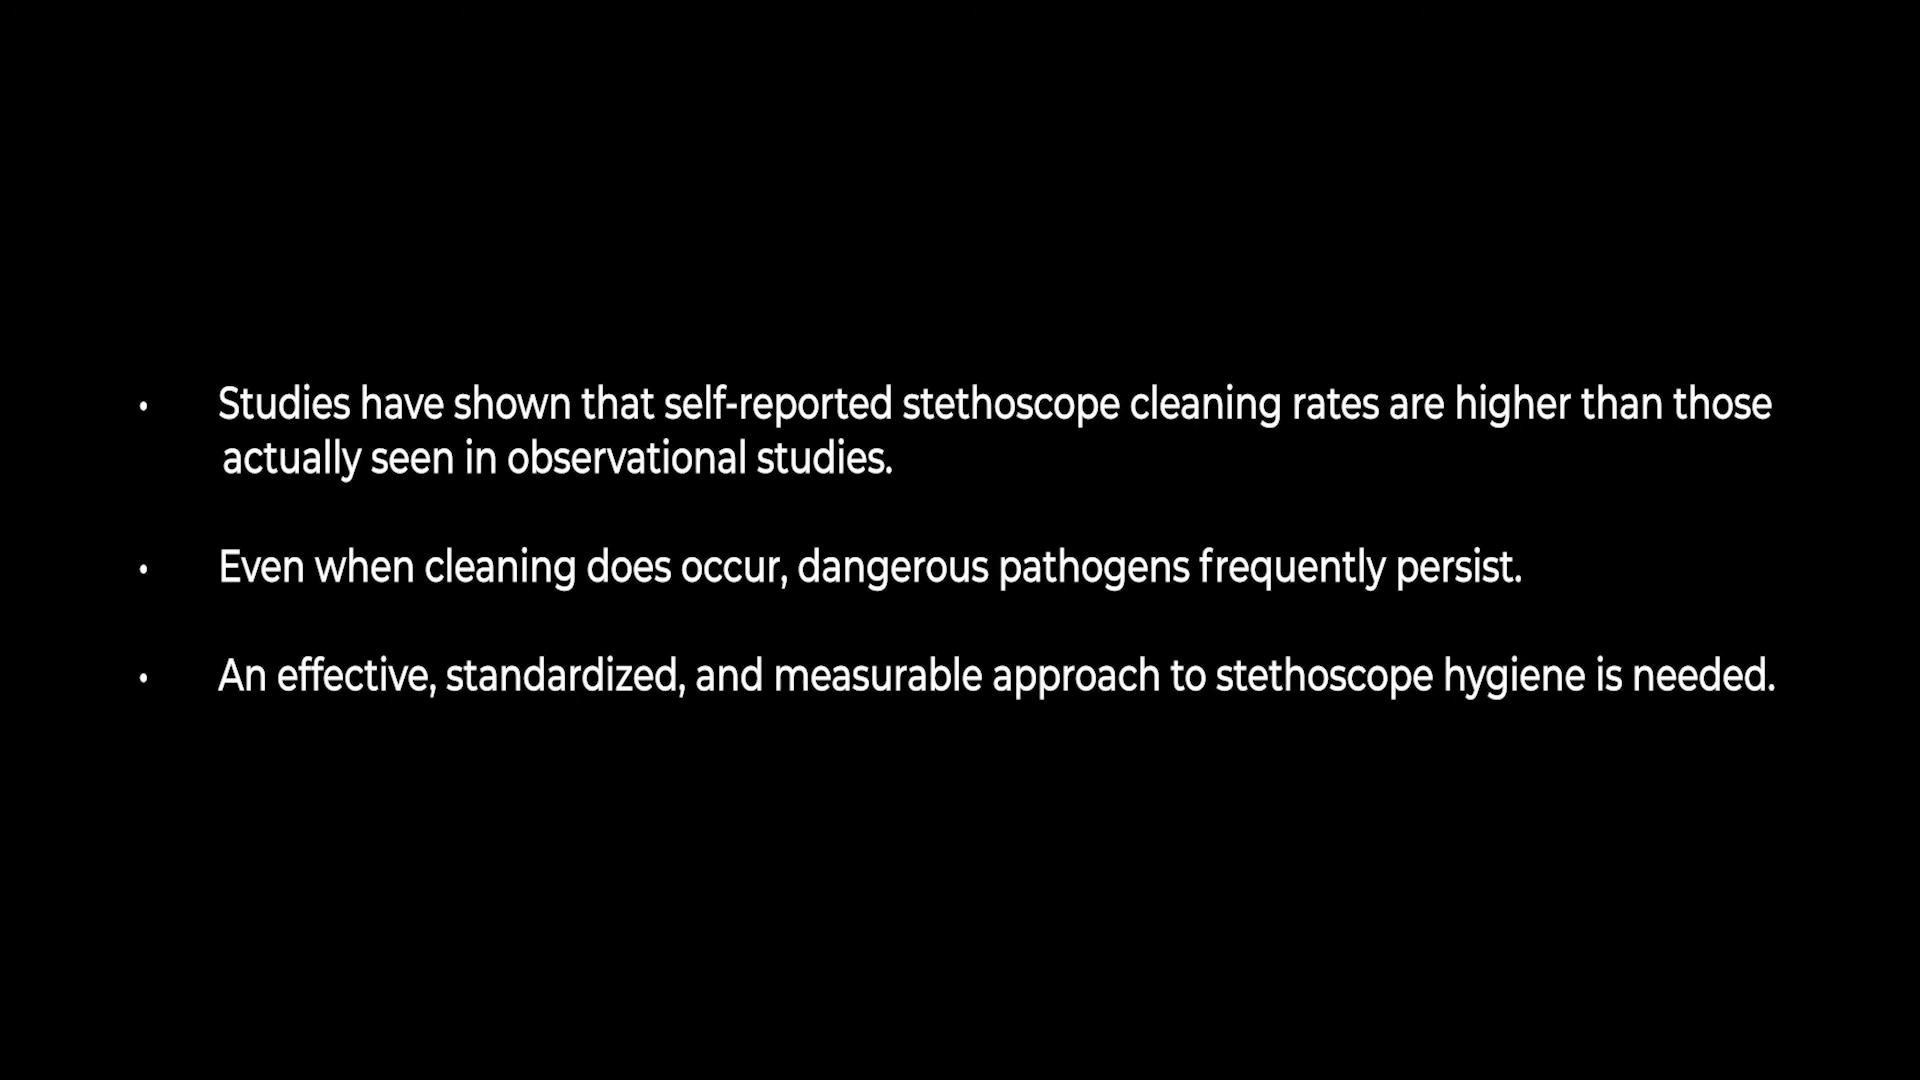 • Studies have shown that self-reported stethoscope cleaning rates are higher than those
actually seen in observational studies.
• Even when cleaning does occur, dangerous pathogens frequently persist.
• An effective, standardized, and measurable approach to stethoscope hygiene is needed.